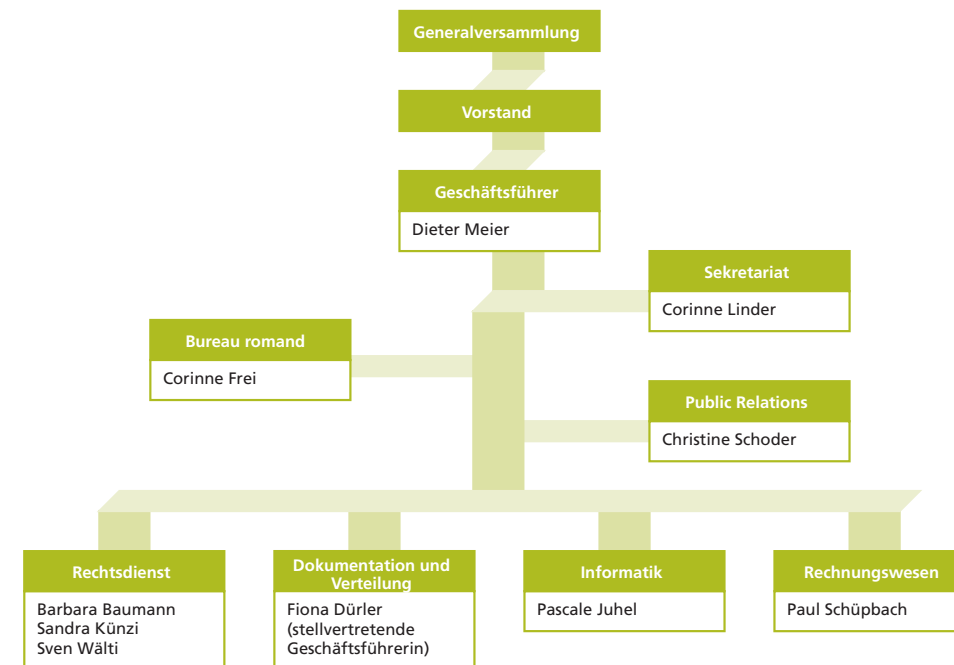 Generalversammlung
Vorstand
Geschäftsführer
Dieter Meier
Sekretariat
Corinne Linder
Bureau romand
Corinne Frei
Public Relations
Christine Schoder
Rechtsdienst
Barbara Baumann
Sandra Künzi
Sven Wälti
Dokumentation und
Verteilung
Fiona Dürler
(stellvertretende
Geschäftsführerin)
Informatik
Pascale Juhel
Rechnungswesen
Paul Schüpbach